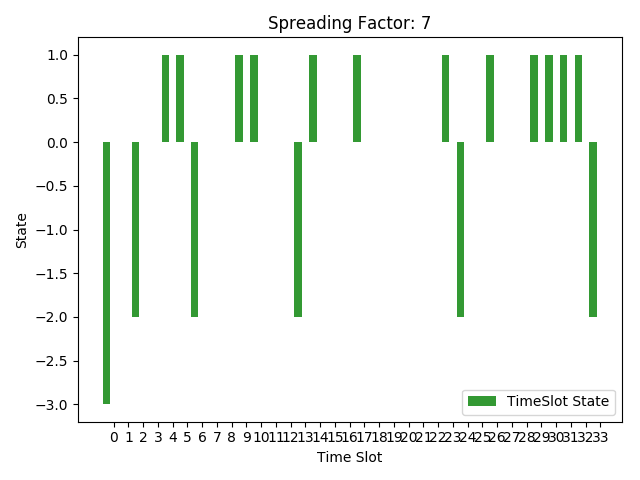 Spreading Factor: 7
1.0
0.5
0.0
−0.5
−1.0
−1.5
−2.0
−2.5
−3.0
State
TimeSlot State
0 1 2 3 4 5 6 7 8 9 10 11 12 13 14 15 16 17 18 19 20 21 22 23 24 25 26 27 28 29 30 31 32 33
Time Slot